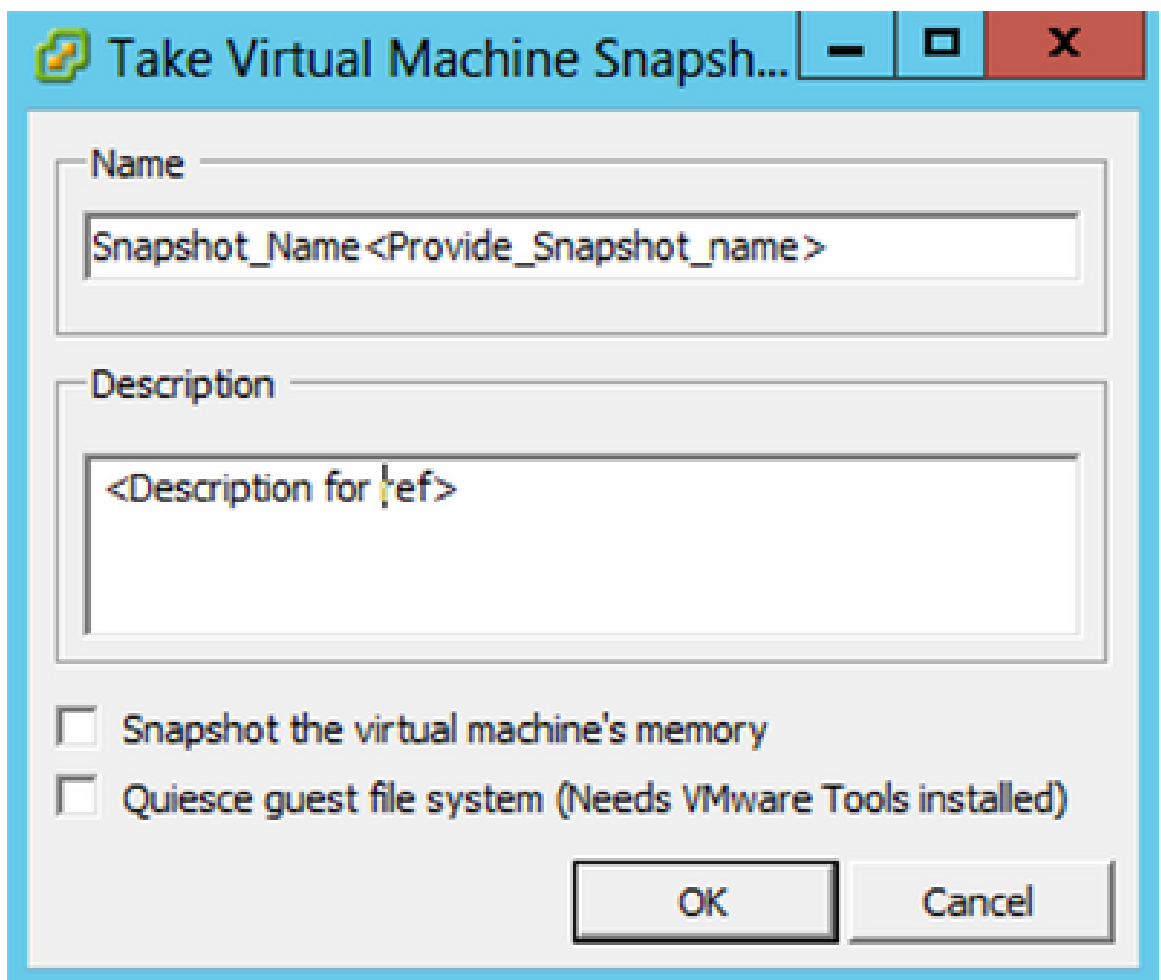 Take Virtual Machine Snapsh...
Name
Snapshot_Name<Provide_Snapshot_name>
Description
<Description for ref>
Snapshot the virtual machine's memory
Quiesce guest file system (Needs VMware Tools installed)
OK
Cancel